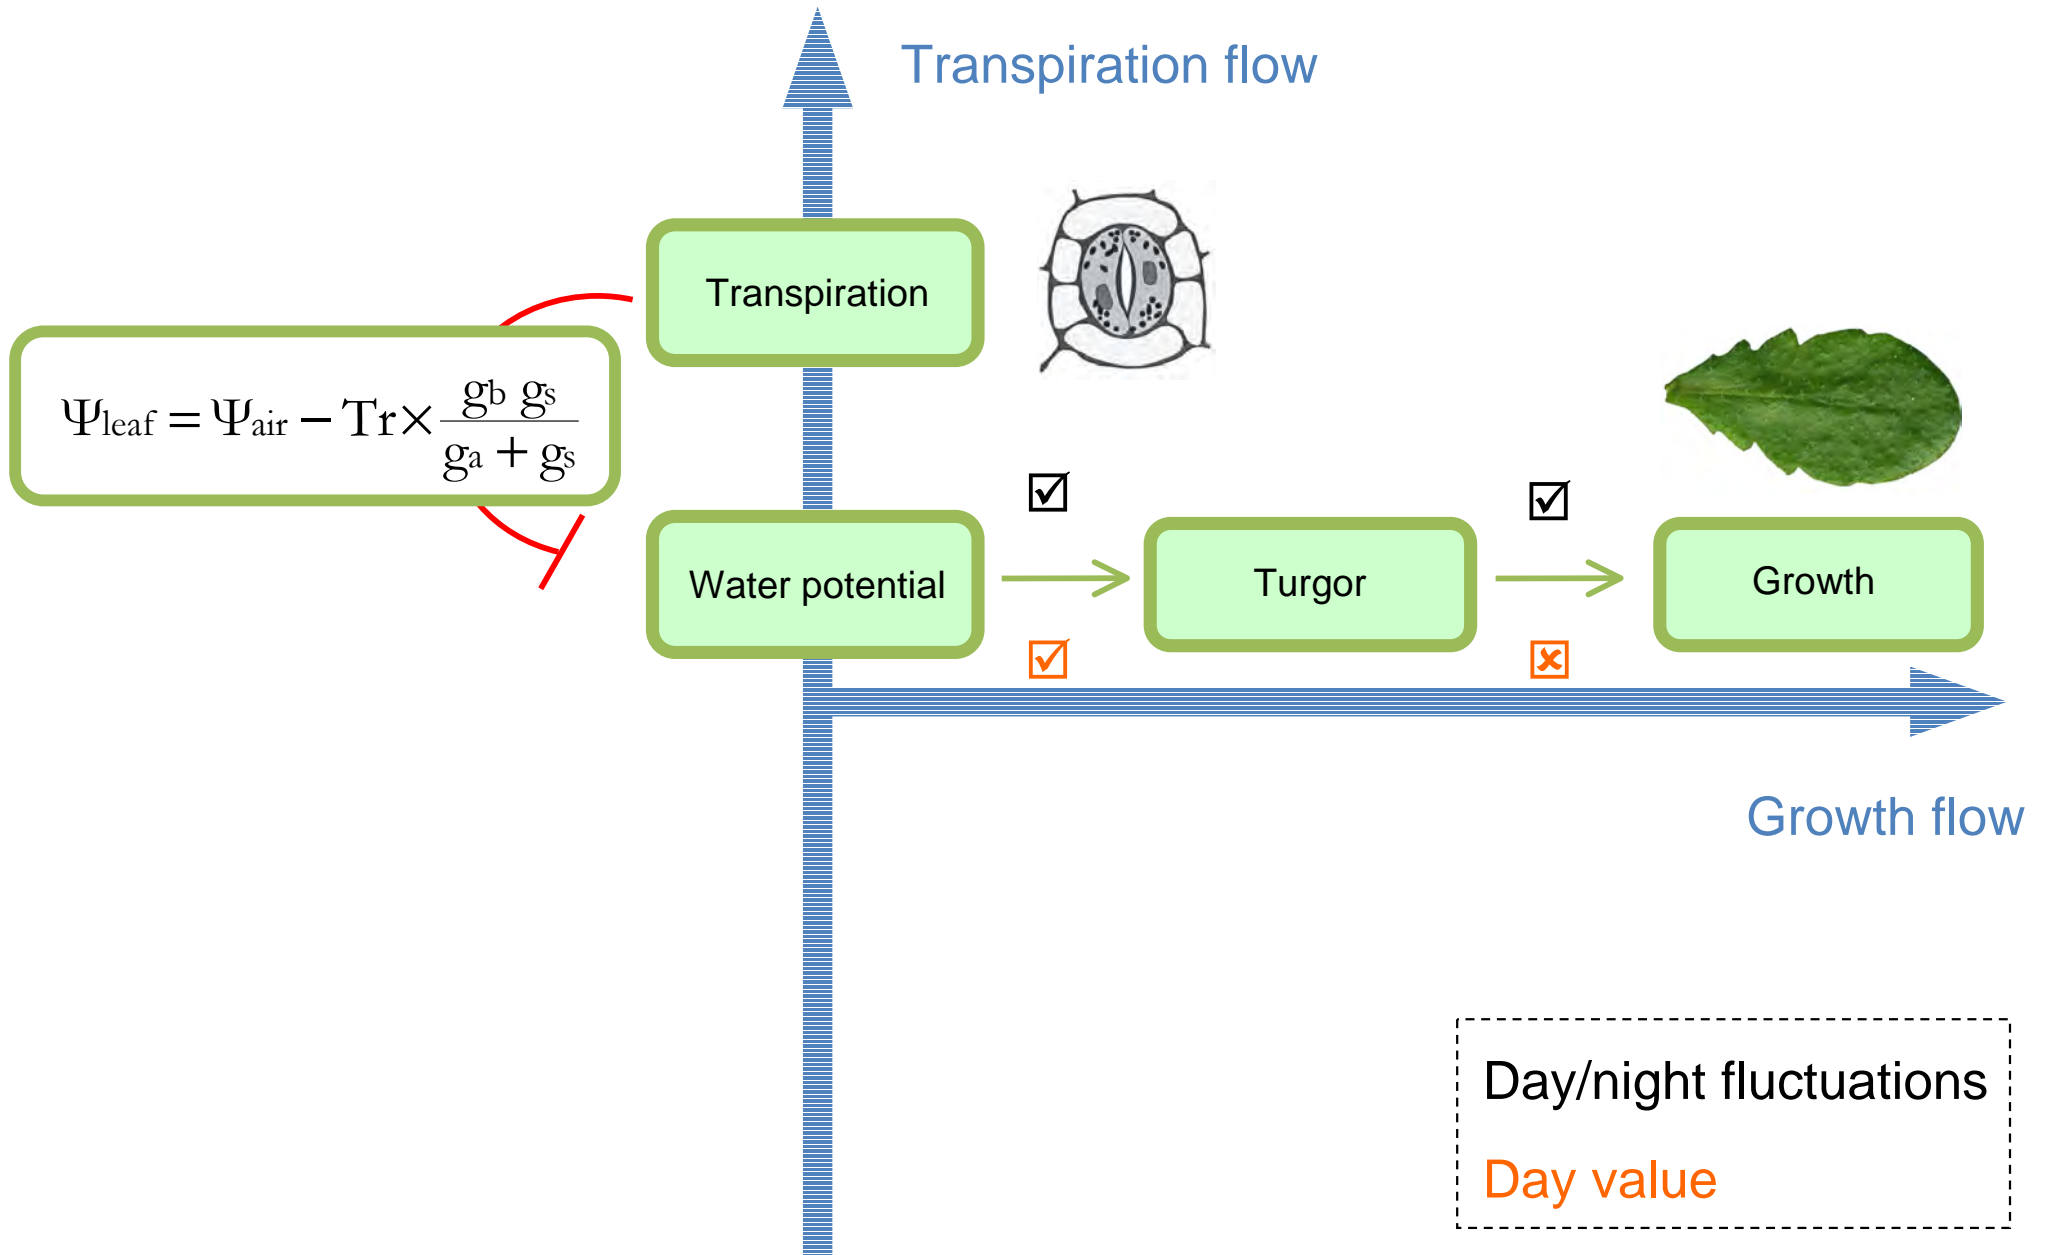 Transpiration flow
Transpiration
Ψleaf = Ψair − Tr × gb gs / ga + gs
☑ ☑
Water potential
Turgor
Growth
☑ ☒
Growth flow
Day/night fluctuations
Day value